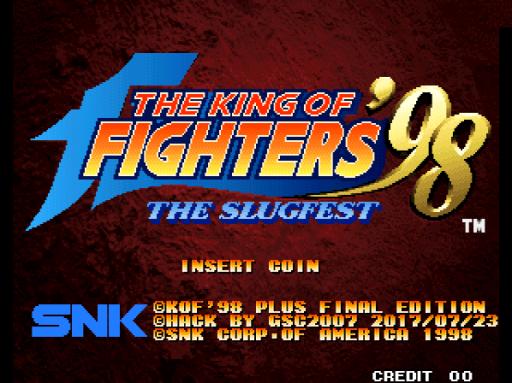 THE KING OF
FIGHTERS '98
THE SLUGFEST
TM
INSERT COIN
SNK
©KOF'98 PLUS FINAL EDITION
©HACK BY GSC2007 2017/07/23
©SNK CORP.OF AMERICA 1998
CREDIT 00